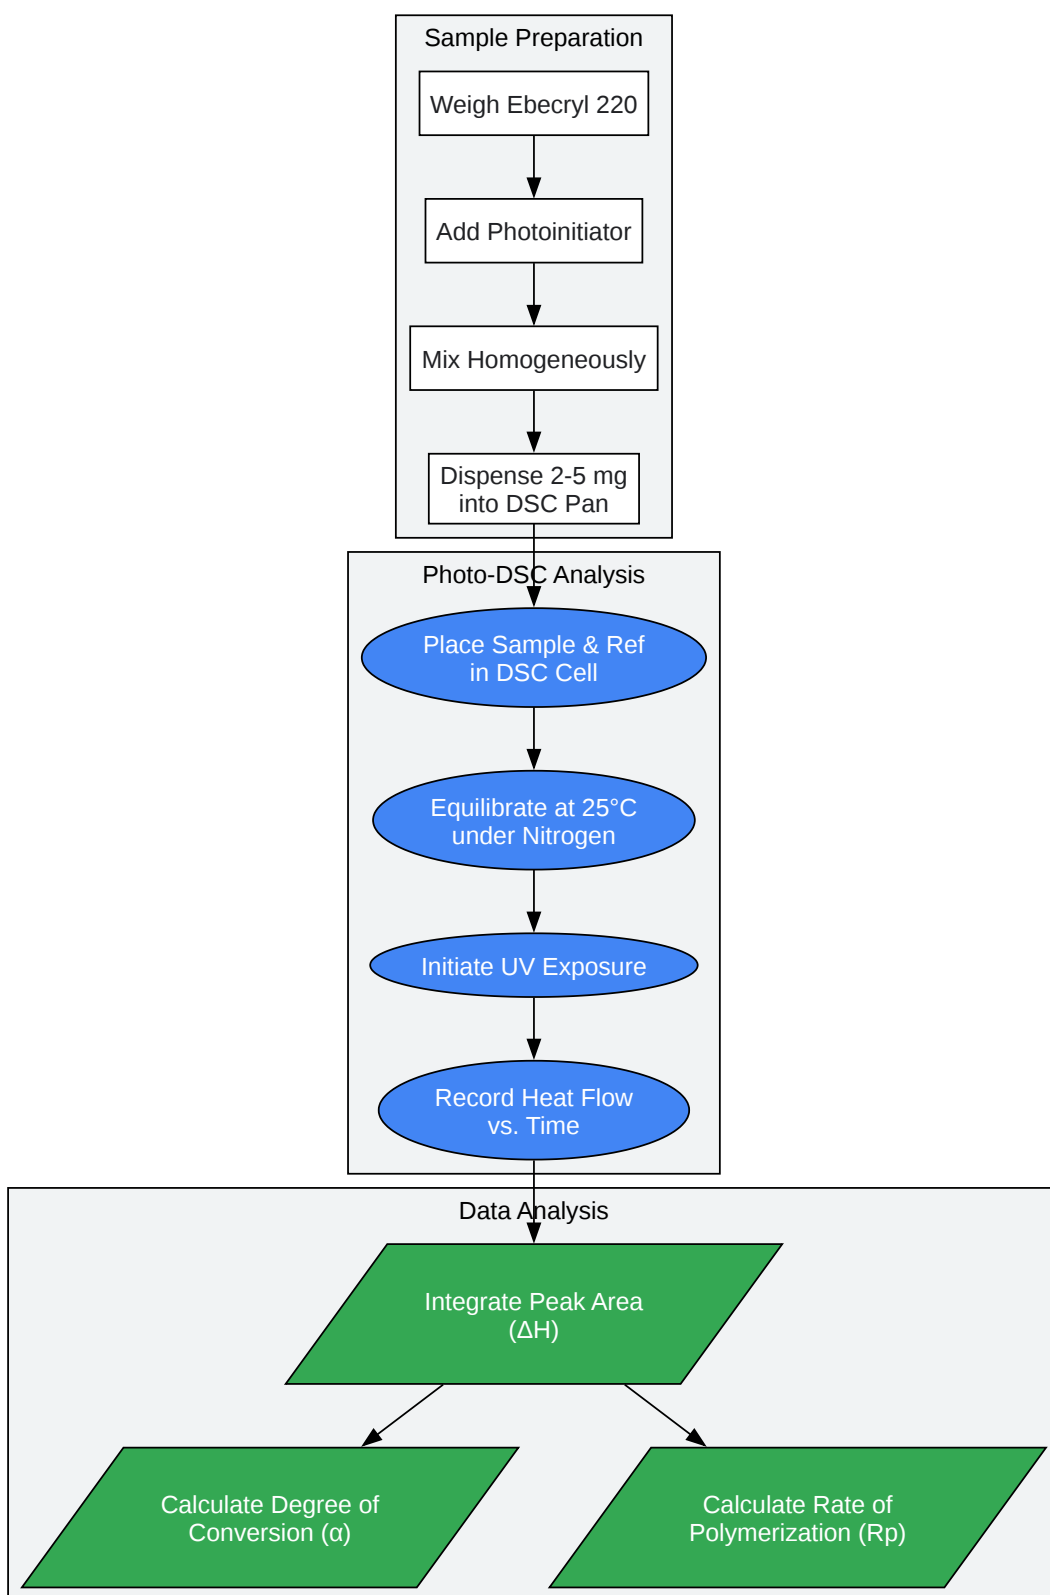 Sample Preparation
Weigh Ebecryl 220
Add Photoinitiator
Mix Homogeneously
Dispense 2-5 mg
into DSC Pan
Photo-DSC Analysis
Place Sample & Ref
in DSC Cell
Equilibrate at 25°C
under Nitrogen
Initiate UV Exposure
Record Heat Flow
vs. Time
Data Analysis
Integrate Peak Area
(ΔH)
Calculate Degree of
Conversion (α)
Calculate Rate of
Polymerization (Rp)